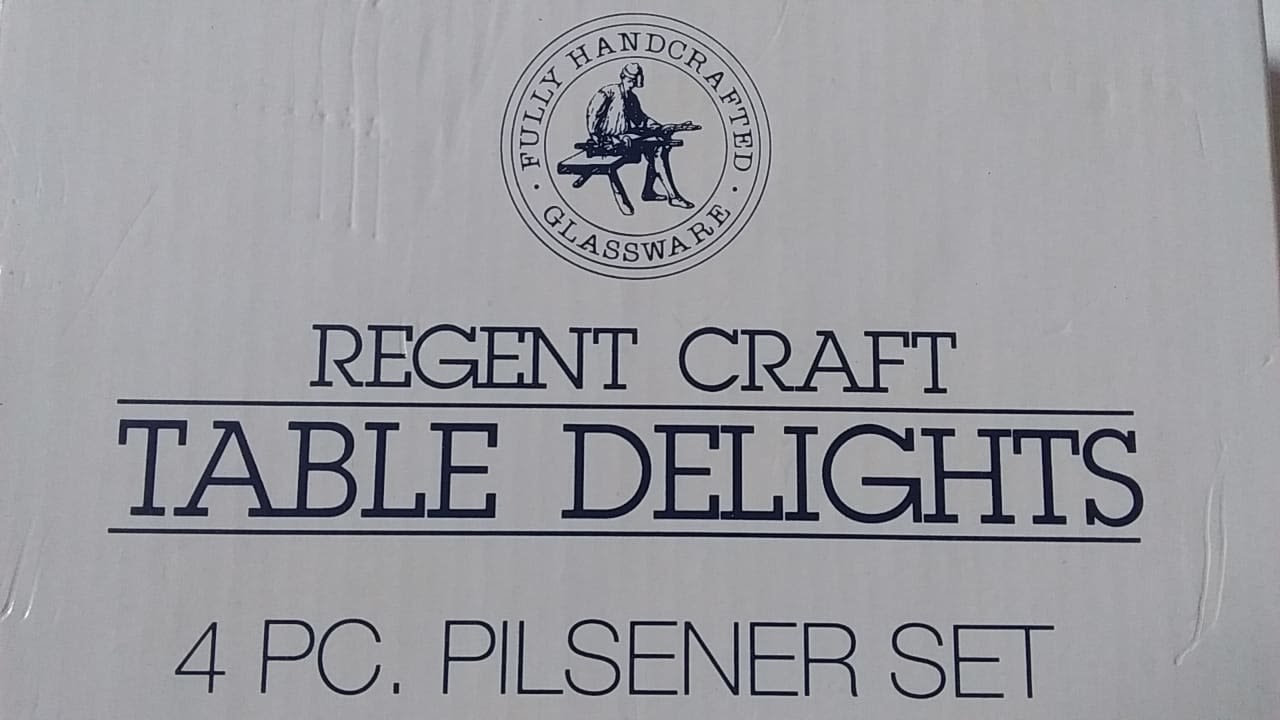 · FULLY HANDCRAFTED ·
GLASSWARE
REGENT CRAFT
TABLE DELIGHTS
4 PC. PILSENER SET